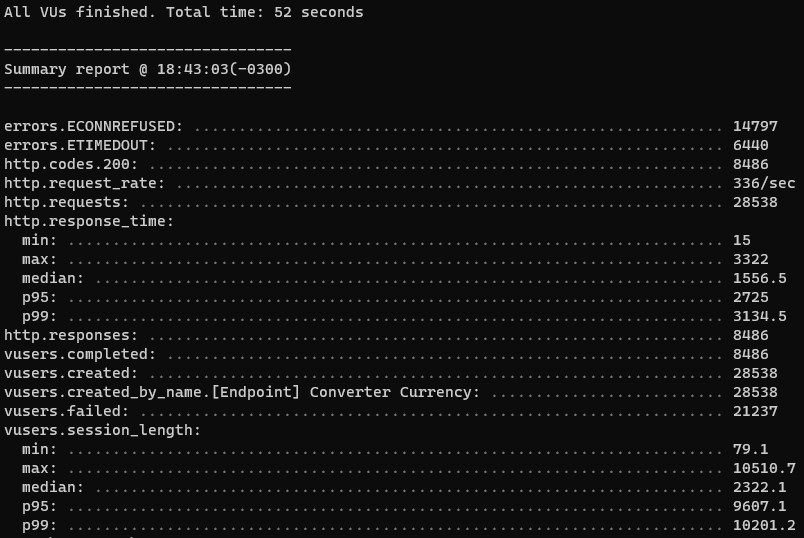 All VUs finished. Total time: 52 seconds
--------------------------------
Summary report @ 18:43:03(-0300)
--------------------------------
errors.ECONNREFUSED: ........................................................... 14797
errors.ETIMEDOUT: .............................................................. 6440
http.codes.200: ................................................................ 8486
http.request_rate: ............................................................. 336/sec
http.requests: ................................................................. 28538
http.response_time:
  min: ......................................................................... 15
  max: ......................................................................... 3322
  median: ...................................................................... 1556.5
  p95: ......................................................................... 2725
  p99: ......................................................................... 3134.5
http.responses: ................................................................ 8486
vusers.completed: .............................................................. 8486
vusers.created: ................................................................ 28538
vusers.created_by_name.[Endpoint] Converter Currency: .......................... 28538
vusers.failed: ................................................................. 21237
vusers.session_length:
  min: ......................................................................... 79.1
  max: ......................................................................... 10510.7
  median: ...................................................................... 2322.1
  p95: ......................................................................... 9607.1
  p99: ......................................................................... 10201.2